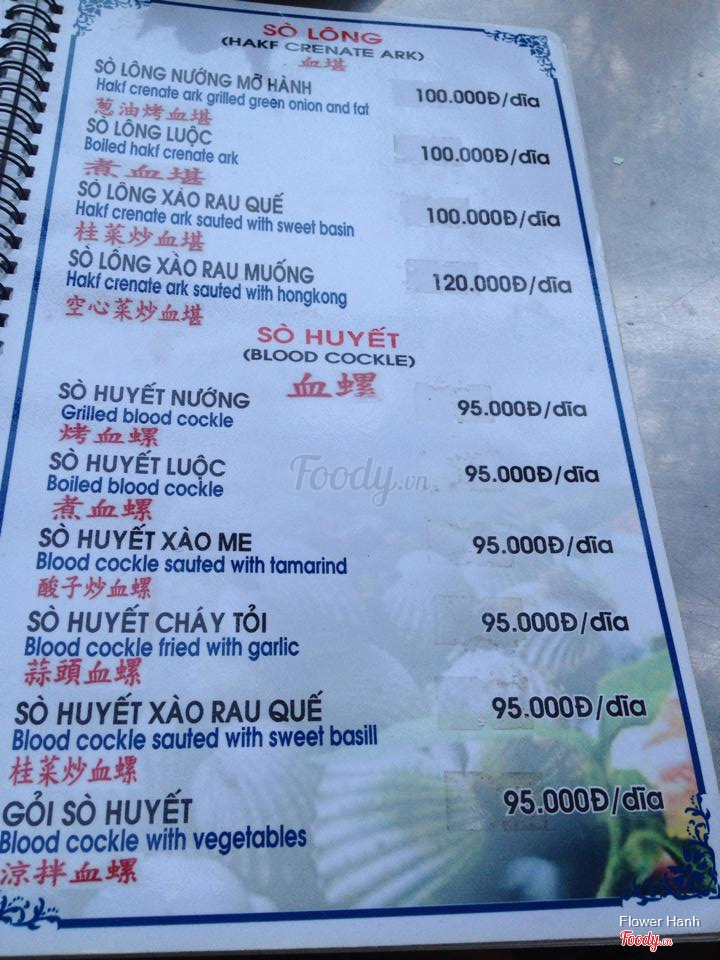 SÒ LÔNG
(HAKF CRENATE ARK)
血堪
SÒ LÔNG NƯỚNG MỠ HÀNH
Hakf crenate ark grilled green onion and fat
100.000Đ/dĩa
葱油烤血堪
SÒ LÔNG LUỘC
Boiled hakf crenate ark
100.000Đ/dĩa
煮血堪
SÒ LÔNG XÀO RAU QUẾ
Hakf crenate ark sauted with sweet basin
100.000Đ/dĩa
桂菜炒血堪
SÒ LÔNG XÀO RAU MUỐNG
Hakf crenate ark sauted with hongkong
120.000Đ/dĩa
空心菜炒血堪
SÒ HUYẾT
(BLOOD COCKLE)
血螺
SÒ HUYẾT NƯỚNG
Grilled blood cockle
95.000Đ/dĩa
烤血螺
SÒ HUYẾT LUỘC
Boiled blood cockle
95.000Đ/dĩa
煮血螺
Foody.vn
SÒ HUYẾT XÀO ME
Blood cockle sauted with tamarind
95.000Đ/dĩa
酸子炒血螺
SÒ HUYẾT CHÁY TỎI
Blood cockle fried with garlic
95.000Đ/dĩa
蒜頭血螺
SÒ HUYẾT XÀO RAU QUẾ
Blood cockle sauted with sweet basill
95.000Đ/dĩa
桂菜炒血螺
GỎI SÒ HUYẾT
Blood cockle with vegetables
95.000Đ/dĩa
涼拌血螺
Flower Hanh
Foody.vn